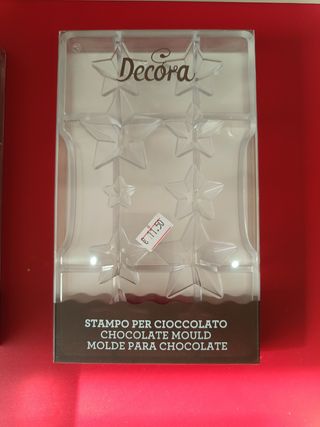 Decora
€ 11.50
STAMPO PER CIOCCOLATO
CHOCOLATE MOULD
MOLDE PARA CHOCOLATE